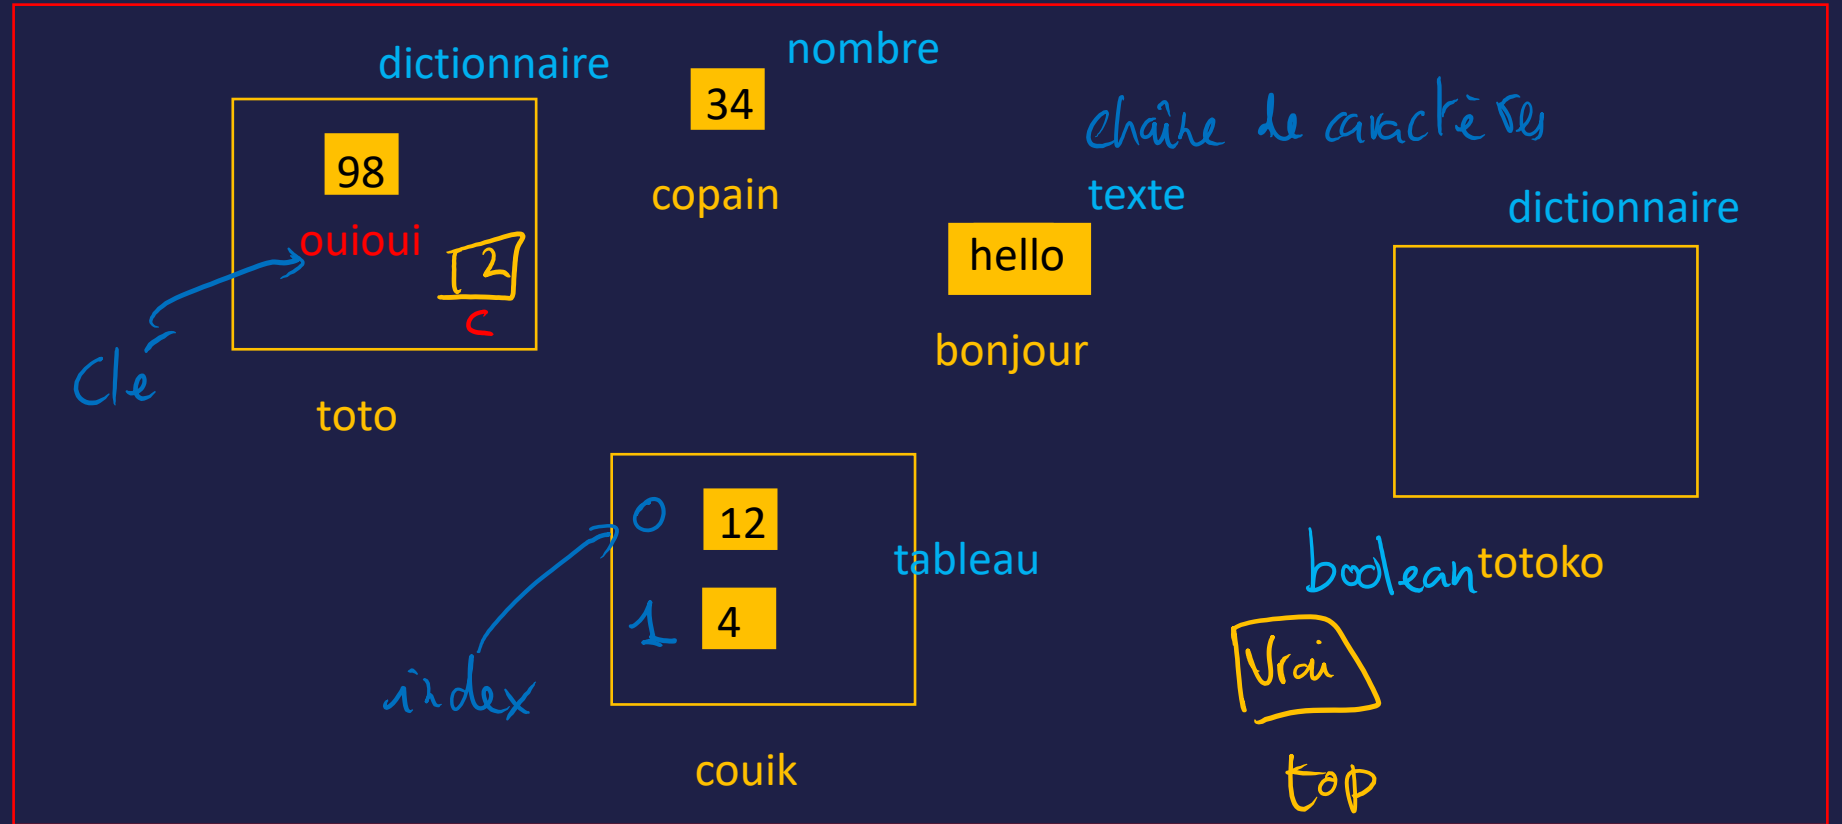 dictionnaire
98
ouioui
2
c
Clé
toto
nombre
34
copain
chaîne de caractères
texte
hello
bonjour
dictionnaire
totoko
0 12
1 4
tableau
index
couik
boolean
Vrai
top